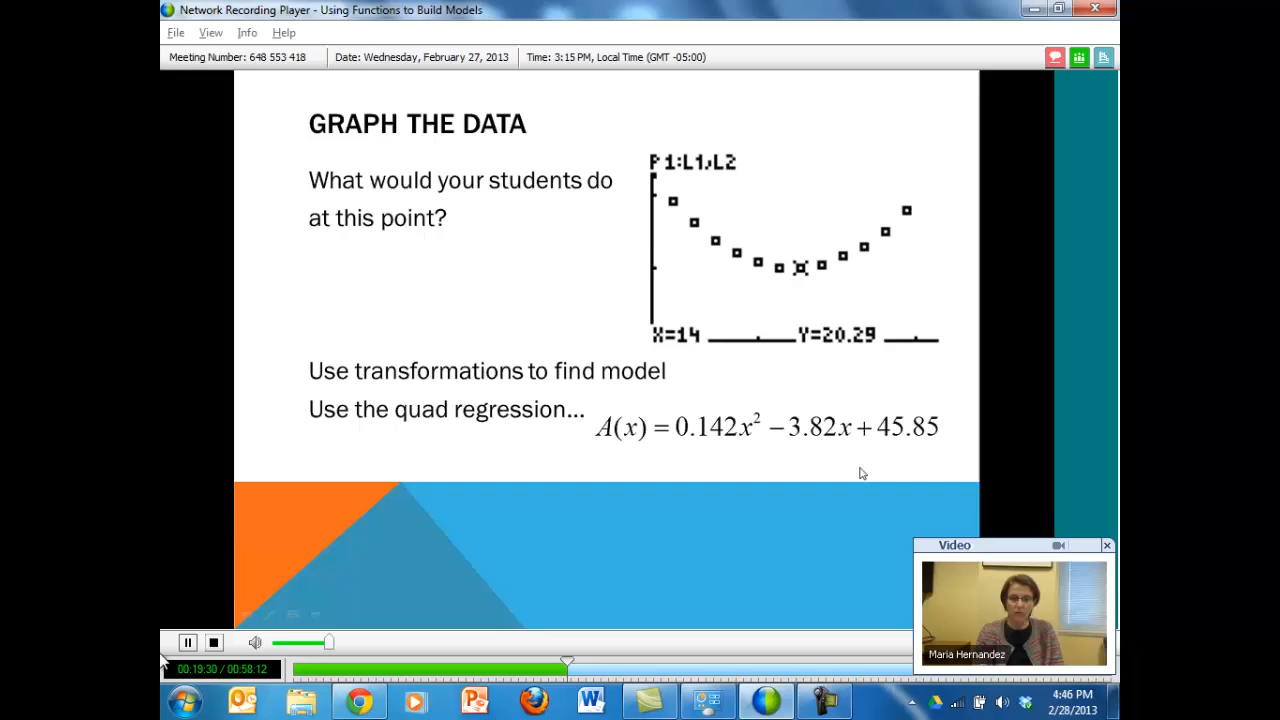 Network Recording Player - Using Functions to Build Models
File View Info Help
Meeting Number: 648 553 418 Date: Wednesday, February 27, 2013 Time: 3:15 PM, Local Time (GMT -05:00)
GRAPH THE DATA
What would your students do
at this point?
P1:L1,L2
X=14 Y=20.29
Use transformations to find model
Use the quad regression...
A(x) = 0.142x² − 3.82x + 45.85
Video
Maria Hernandez
00:19:30 / 00:58:12
4:46 PM
2/28/2013